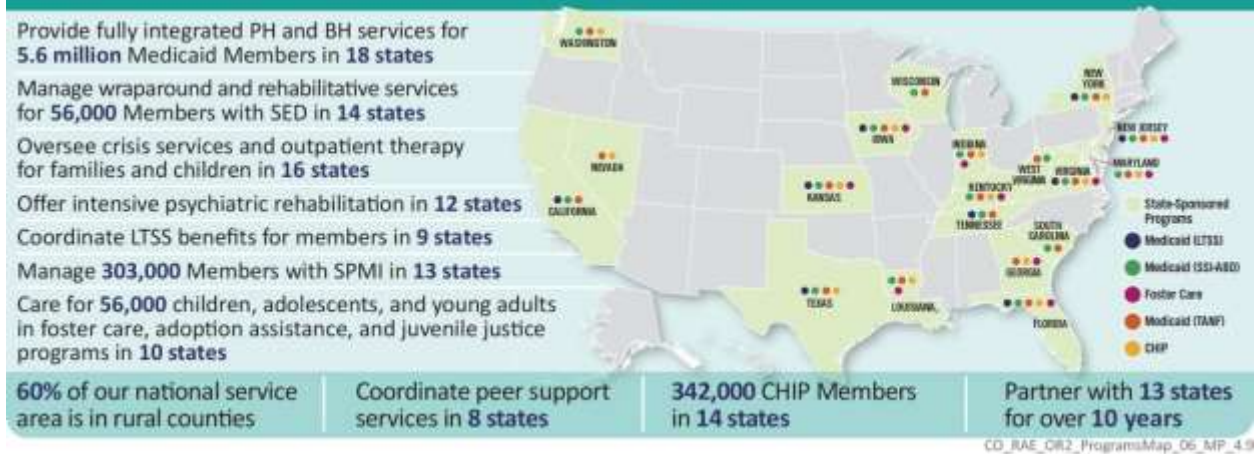 Provide fully integrated PH and BH services for
5.6 million Medicaid Members in 18 states
Manage wraparound and rehabilitative services
for 56,000 Members with SED in 14 states
Oversee crisis services and outpatient therapy
for families and children in 16 states
Offer intensive psychiatric rehabilitation in 12 states
Coordinate LTSS benefits for members in 9 states
Manage 303,000 Members with SPMI in 13 states
Care for 56,000 children, adolescents, and young adults
in foster care, adoption assistance, and juvenile justice
programs in 10 states
WASHINGTON
WISCONSIN
NEW
YORK
IOWA
INDIANA
NEW JERSEY
NEVADA
WEST
VIRGINIA
VIRGINIA
MARYLAND
CALIFORNIA
KANSAS
KENTUCKY
TENNESSEE
SOUTH
CAROLINA
GEORGIA
TEXAS
LOUISIANA
FLORIDA
State-Sponsored
Programs
Medicaid (LTSS)
Medicaid (SSI-ABD)
Foster Care
Medicaid (TANF)
CHIP
60% of our national service
area is in rural counties
Coordinate peer support
services in 8 states
342,000 CHIP Members
in 14 states
Partner with 13 states
for over 10 years
CO_RAE_OR2_ProgramsMap_06_MP_4.9